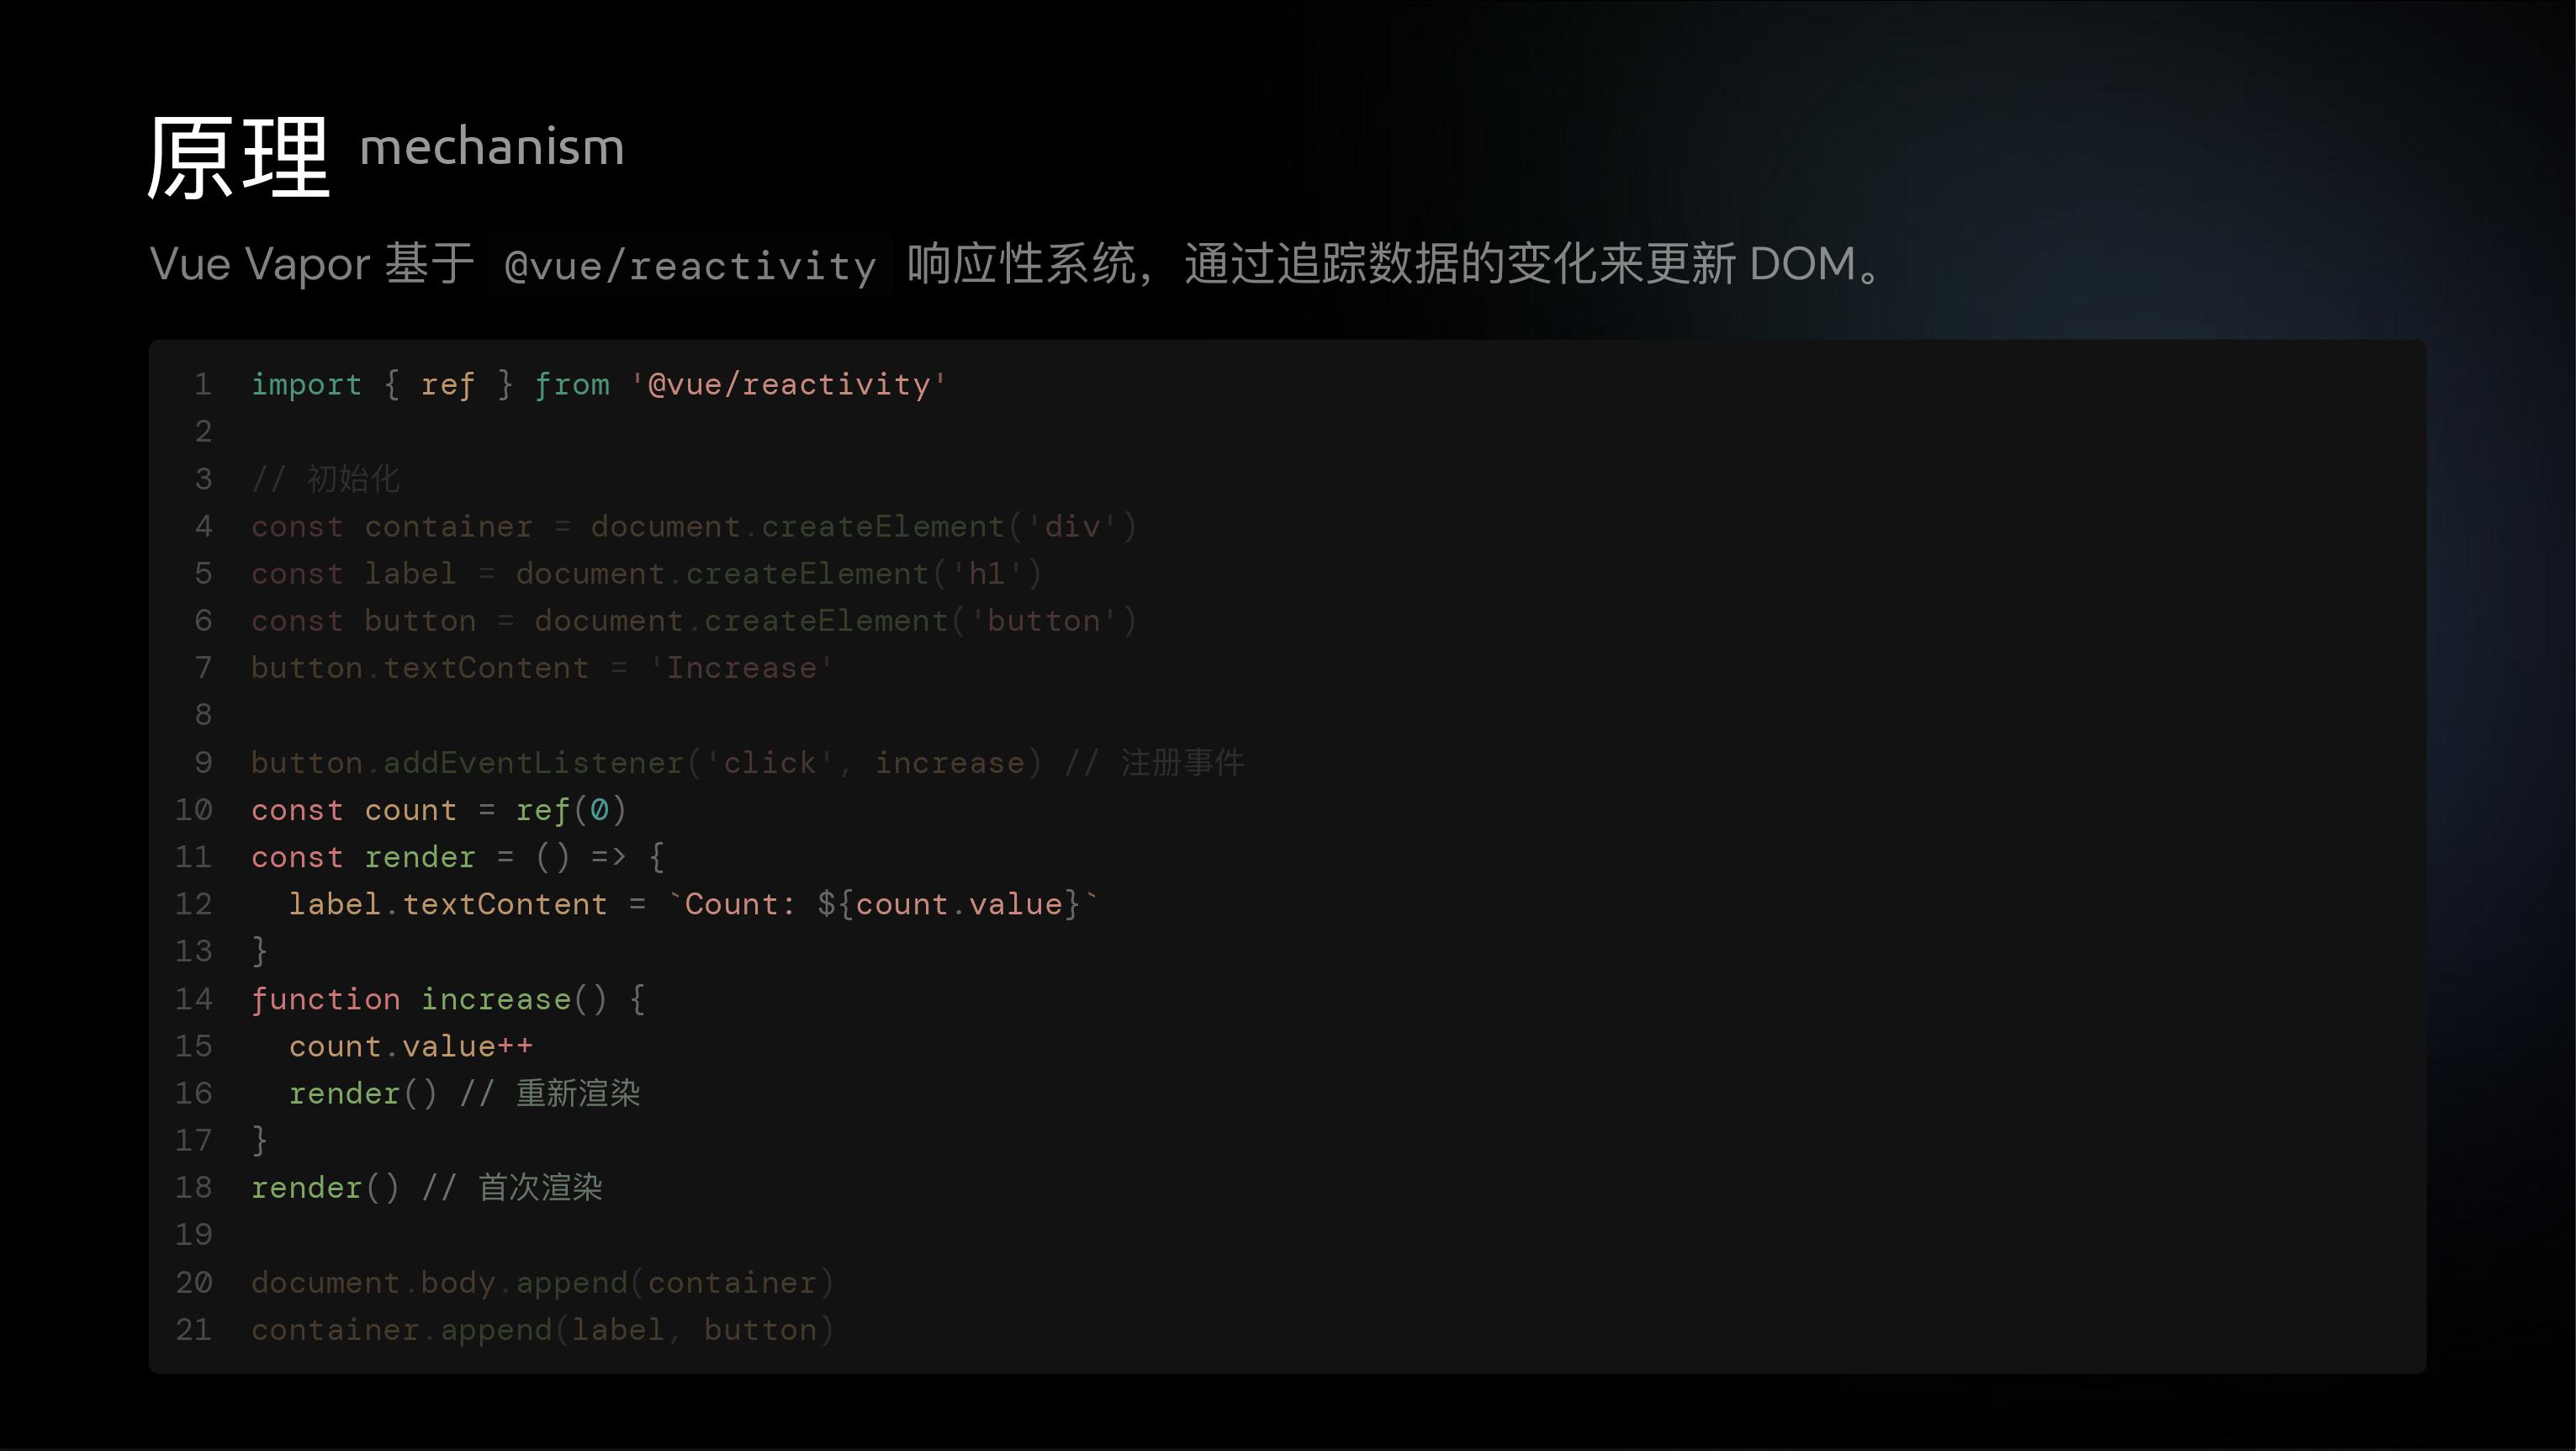 原理 mechanism
Vue Vapor 基于 @vue/reactivity 响应性系统，通过追踪数据的变化来更新 DOM。
1 import { ref } from '@vue/reactivity'
2
3 // 初始化
4 const container = document.createElement('div')
5 const label = document.createElement('h1')
6 const button = document.createElement('button')
7 button.textContent = 'Increase'
8
9 button.addEventListener('click', increase) // 注册事件
10 const count = ref(0)
11 const render = () => {
12   label.textContent = `Count: ${count.value}`
13 }
14 function increase() {
15   count.value++
16   render() // 重新渲染
17 }
18 render() // 首次渲染
19
20 document.body.append(container)
21 container.append(label, button)